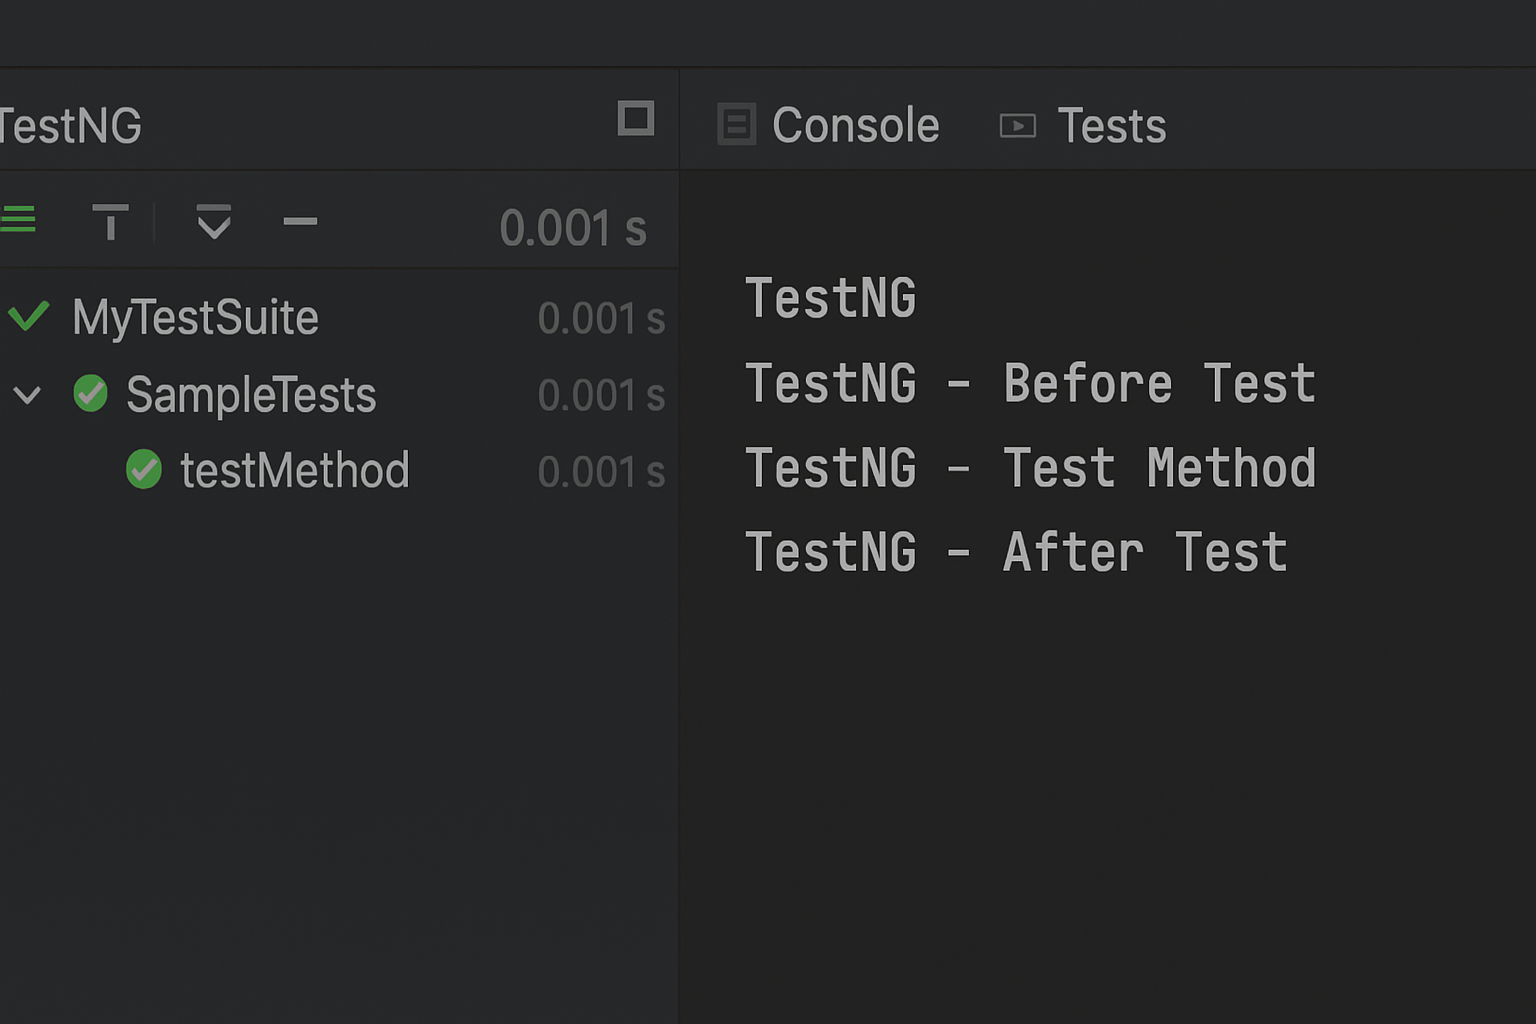 TestNG
Console Tests
0.001 s
MyTestSuite 0.001 s
SampleTests 0.001 s
testMethod 0.001 s
TestNG
TestNG - Before Test
TestNG - Test Method
TestNG - After Test